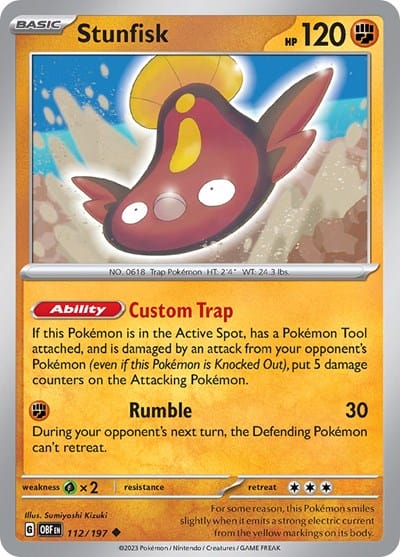 BASIC
Stunfisk
HP 120
NO. 0618 Trap Pokémon HT: 2'4" WT: 24.3 lbs.
Ability Custom Trap
If this Pokémon is in the Active Spot, has a Pokémon Tool
attached, and is damaged by an attack from your opponent's
Pokémon (even if this Pokémon is Knocked Out), put 5 damage
counters on the Attacking Pokémon.
Rumble 30
During your opponent's next turn, the Defending Pokémon
can't retreat.
weakness ×2 resistance retreat
Illus. Sumiyoshi Kizuki
G OBF EN 112/197
For some reason, this Pokémon smiles
slightly when it emits a strong electric current
from the yellow markings on its body.
©2023 Pokémon / Nintendo / Creatures / GAME FREAK